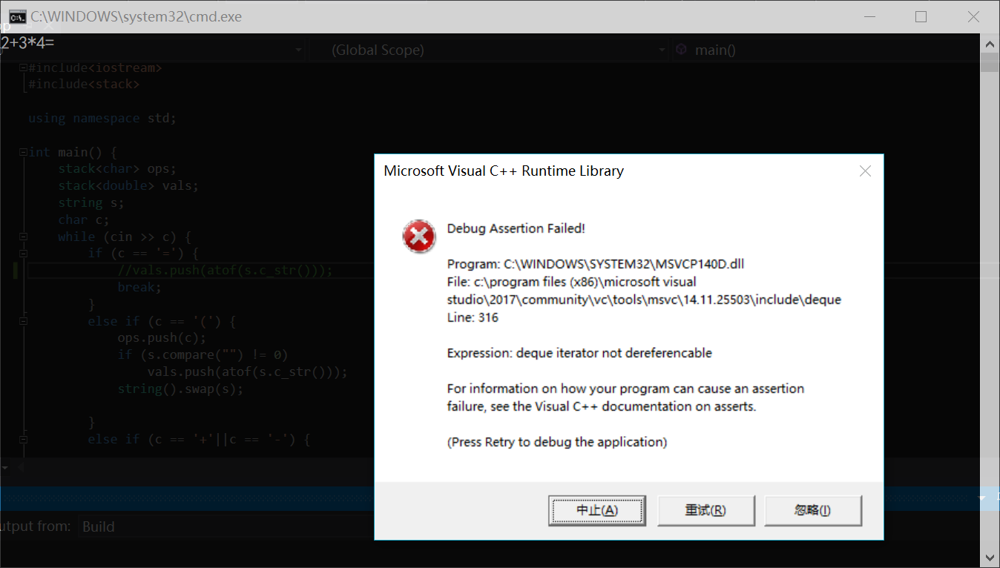 C:\WINDOWS\system32\cmd.exe
2+3*4=
(Global Scope)
main()
#include<iostream>
#include<stack>
using namespace std;
int main() {
stack<char> ops;
stack<double> vals;
string s;
char c;
while (cin >> c) {
if (c == '=') {
//vals.push(atof(s.c_str()));
break;
}
else if (c == '(') {
ops.push(c);
if (s.compare("") != 0)
vals.push(atof(s.c_str()));
string().swap(s);
}
else if (c == '+'||c == '-') {
utput from:
Build
Microsoft Visual C++ Runtime Library
Debug Assertion Failed!
Program: C:\WINDOWS\SYSTEM32\MSVCP140D.dll
File: c:\program files (x86)\microsoft visual
studio\2017\community\vc\tools\msvc\14.11.25503\include\deque
Line: 316
Expression: deque iterator not dereferencable
For information on how your program can cause an assertion
failure, see the Visual C++ documentation on asserts.
(Press Retry to debug the application)
中止(A)
重试(R)
忽略(I)